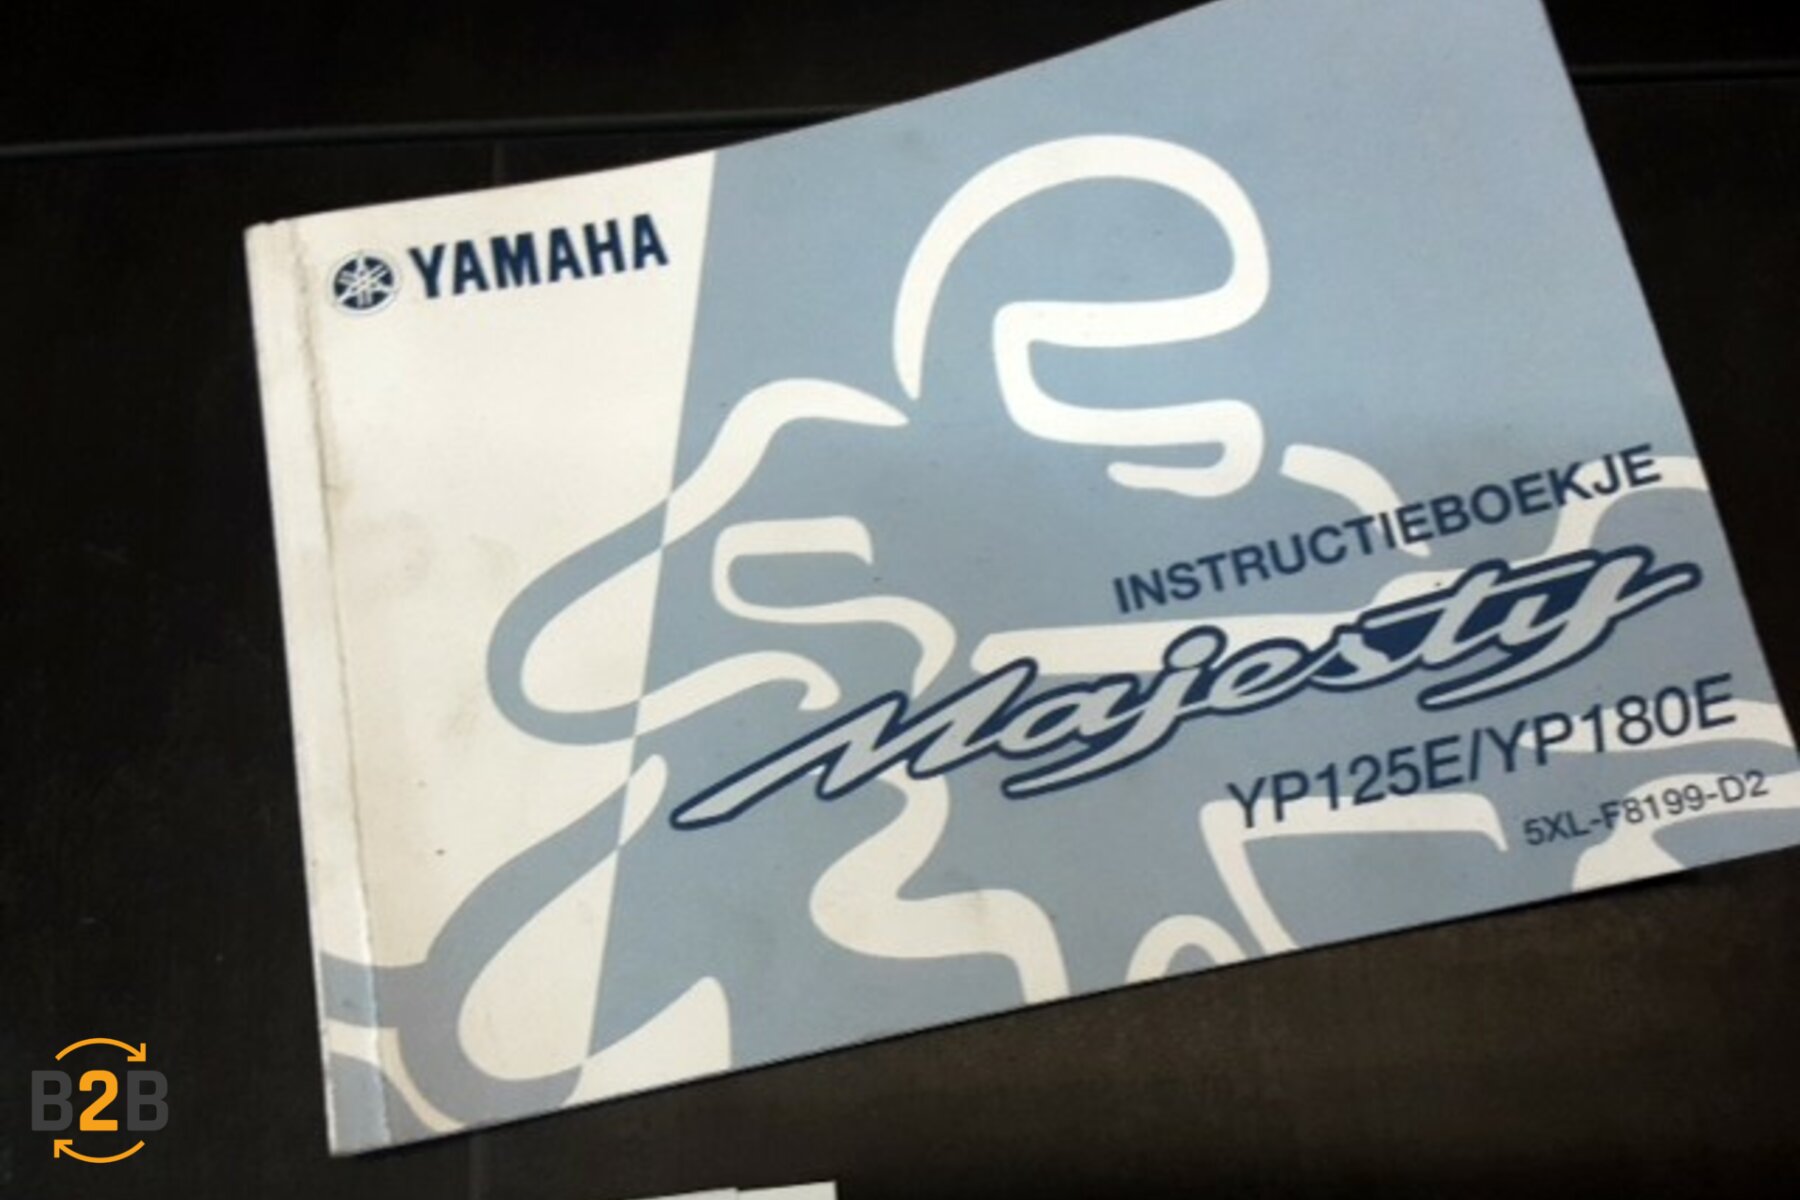 YAMAHA
INSTRUCTIEBOEKJE
Majesty
YP125E/YP180E
5XL-F8199-D2
B2B